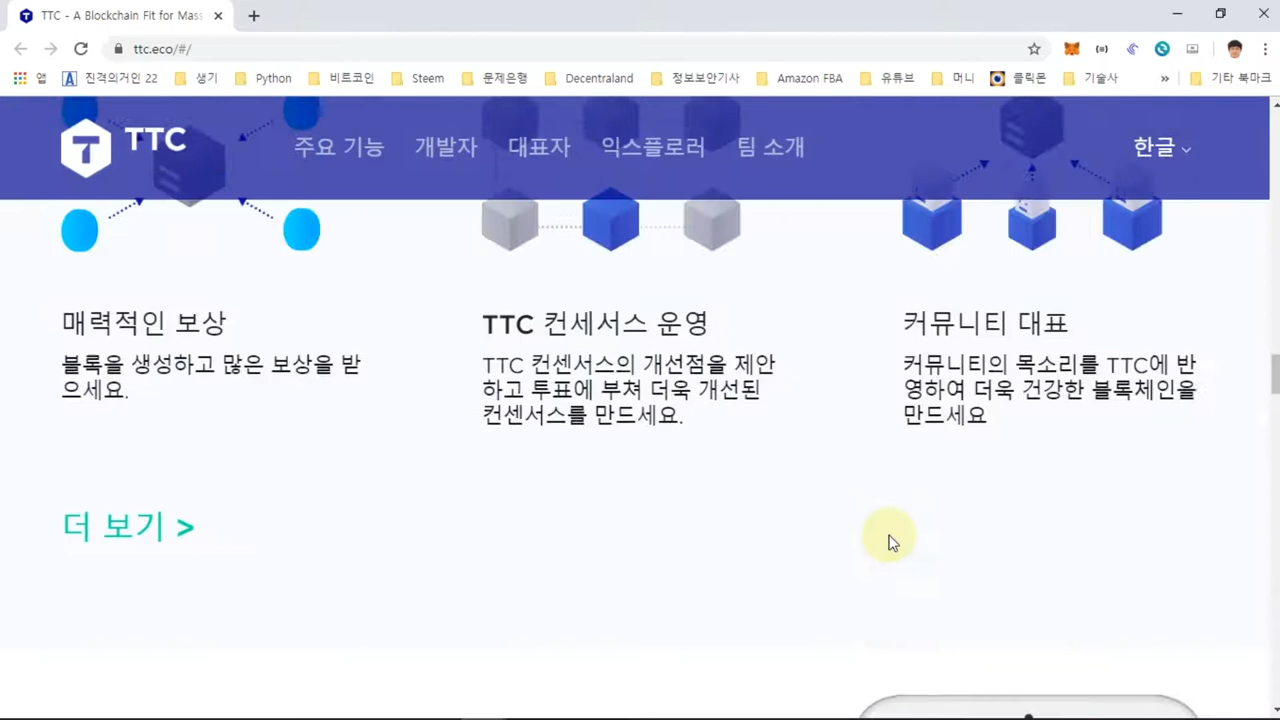 TTC - A Blockchain Fit for Mass
ttc.eco/#/
앱 진격의거인 22 생기 Python 비트코인 Steem 문제은행 Decentraland 정보보안기사 Amazon FBA 유튜브 머니 클릭몬 기술사 » 기타 북마크
TTC 주요 기능 개발자 대표자 익스플로러 팀 소개 한글
매력적인 보상
블록을 생성하고 많은 보상을 받
으세요.
TTC 컨세서스 운영
TTC 컨센서스의 개선점을 제안
하고 투표에 부쳐 더욱 개선된
컨센서스를 만드세요.
커뮤니티 대표
커뮤니티의 목소리를 TTC에 반
영하여 더욱 건강한 블록체인을
만드세요
더 보기 >